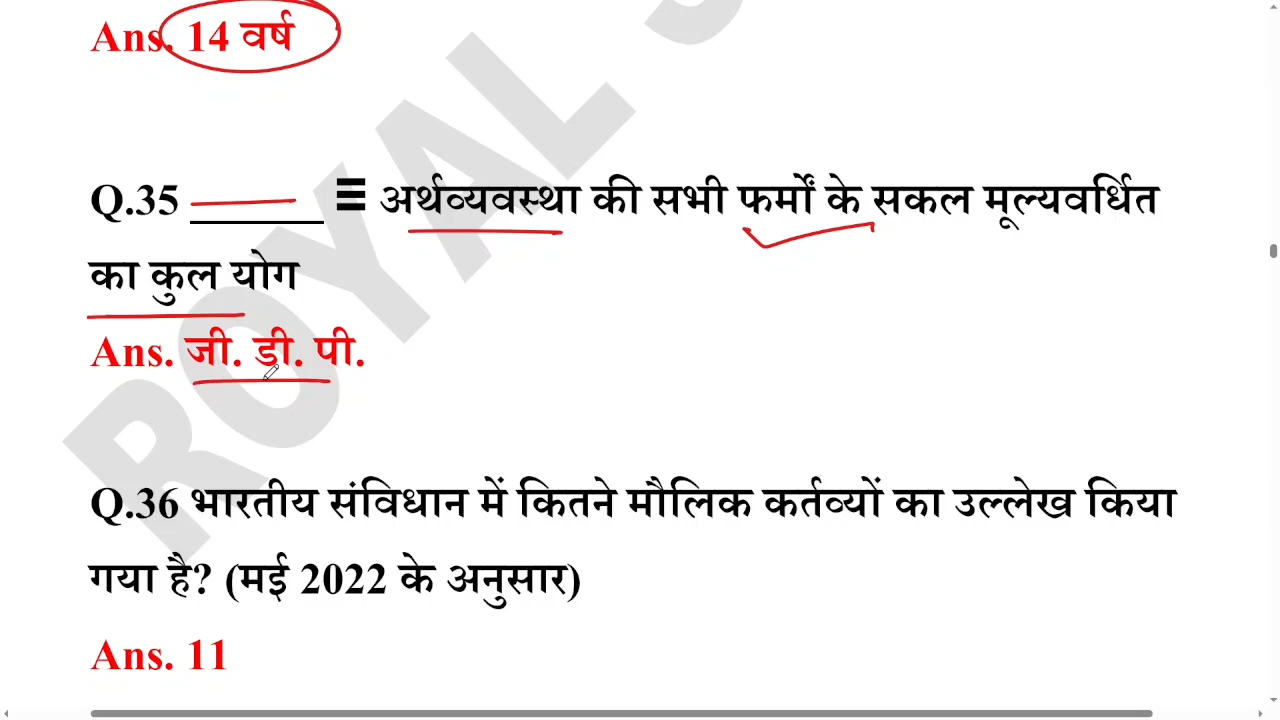 Ans. 14 वर्ष
Q.35 ______ ≡ अर्थव्यवस्था की सभी फर्मों के सकल मूल्यवर्धित
का कुल योग
Ans. जी. डी. पी.
Q.36 भारतीय संविधान में कितने मौलिक कर्तव्यों का उल्लेख किया
गया है? (मई 2022 के अनुसार)
Ans. 11
ROYAL